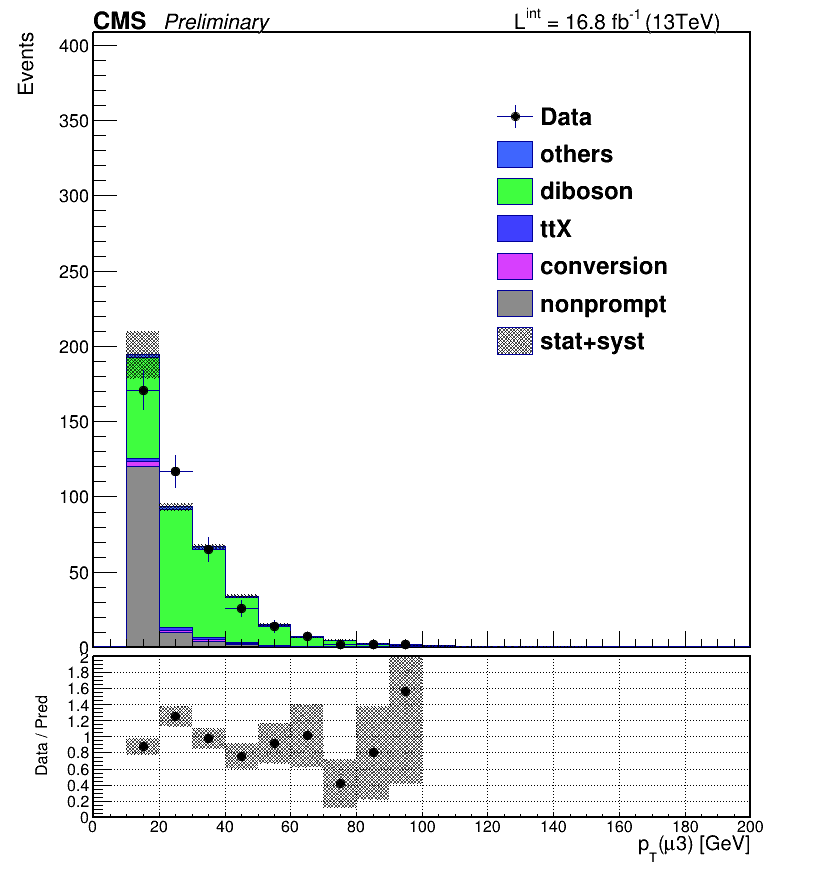 CMS Preliminary L^int = 16.8 fb^-1 (13TeV)
Events
400
350
300
250
200
150
100
50
0
Data
others
diboson
ttX
conversion
nonprompt
stat+syst
Data / Pred
2
1.8
1.6
1.4
1.2
1
0.8
0.6
0.4
0.2
0
0 20 40 60 80 100 120 140 160 180 200
p_T(μ3) [GeV]